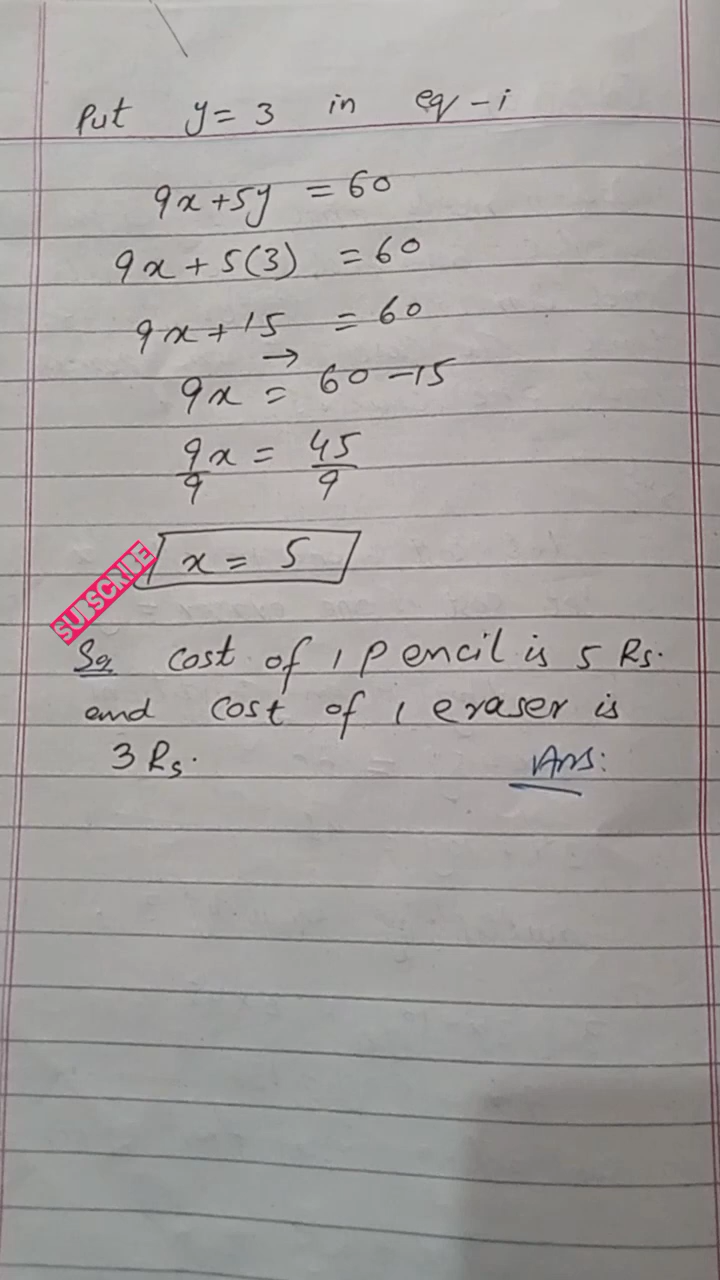 Put y = 3 in eq - i
9x + 5y = 60
9x + 5(3) = 60
9x + 15 = 60
→
9x = 60 - 15
9x/9 = 45/9
x = 5
SUBSCRIBE
So cost of 1 pencil is 5 Rs.
and cost of 1 eraser is
3 Rs. Ans: